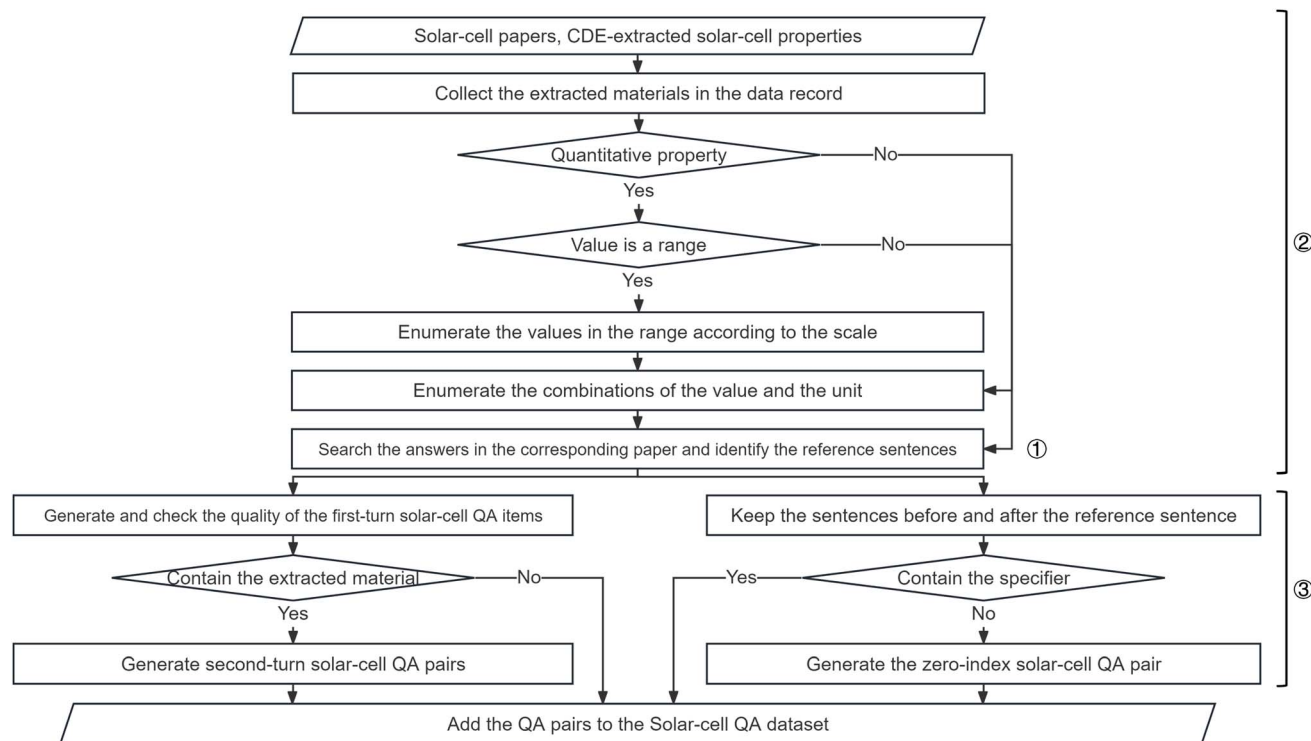 Solar-cell papers, CDE-extracted solar-cell properties
Collect the extracted materials in the data record
Quantitative property
No
Yes
Value is a range
No
②
Yes
Enumerate the values in the range according to the scale
Enumerate the combinations of the value and the unit
Search the answers in the corresponding paper and identify the reference sentences
①
Generate and check the quality of the first-turn solar-cell QA items
Keep the sentences before and after the reference sentence
Contain the extracted material
No
Yes
Contain the specifier
③
Yes
No
Generate second-turn solar-cell QA pairs
Generate the zero-index solar-cell QA pair
Add the QA pairs to the Solar-cell QA dataset